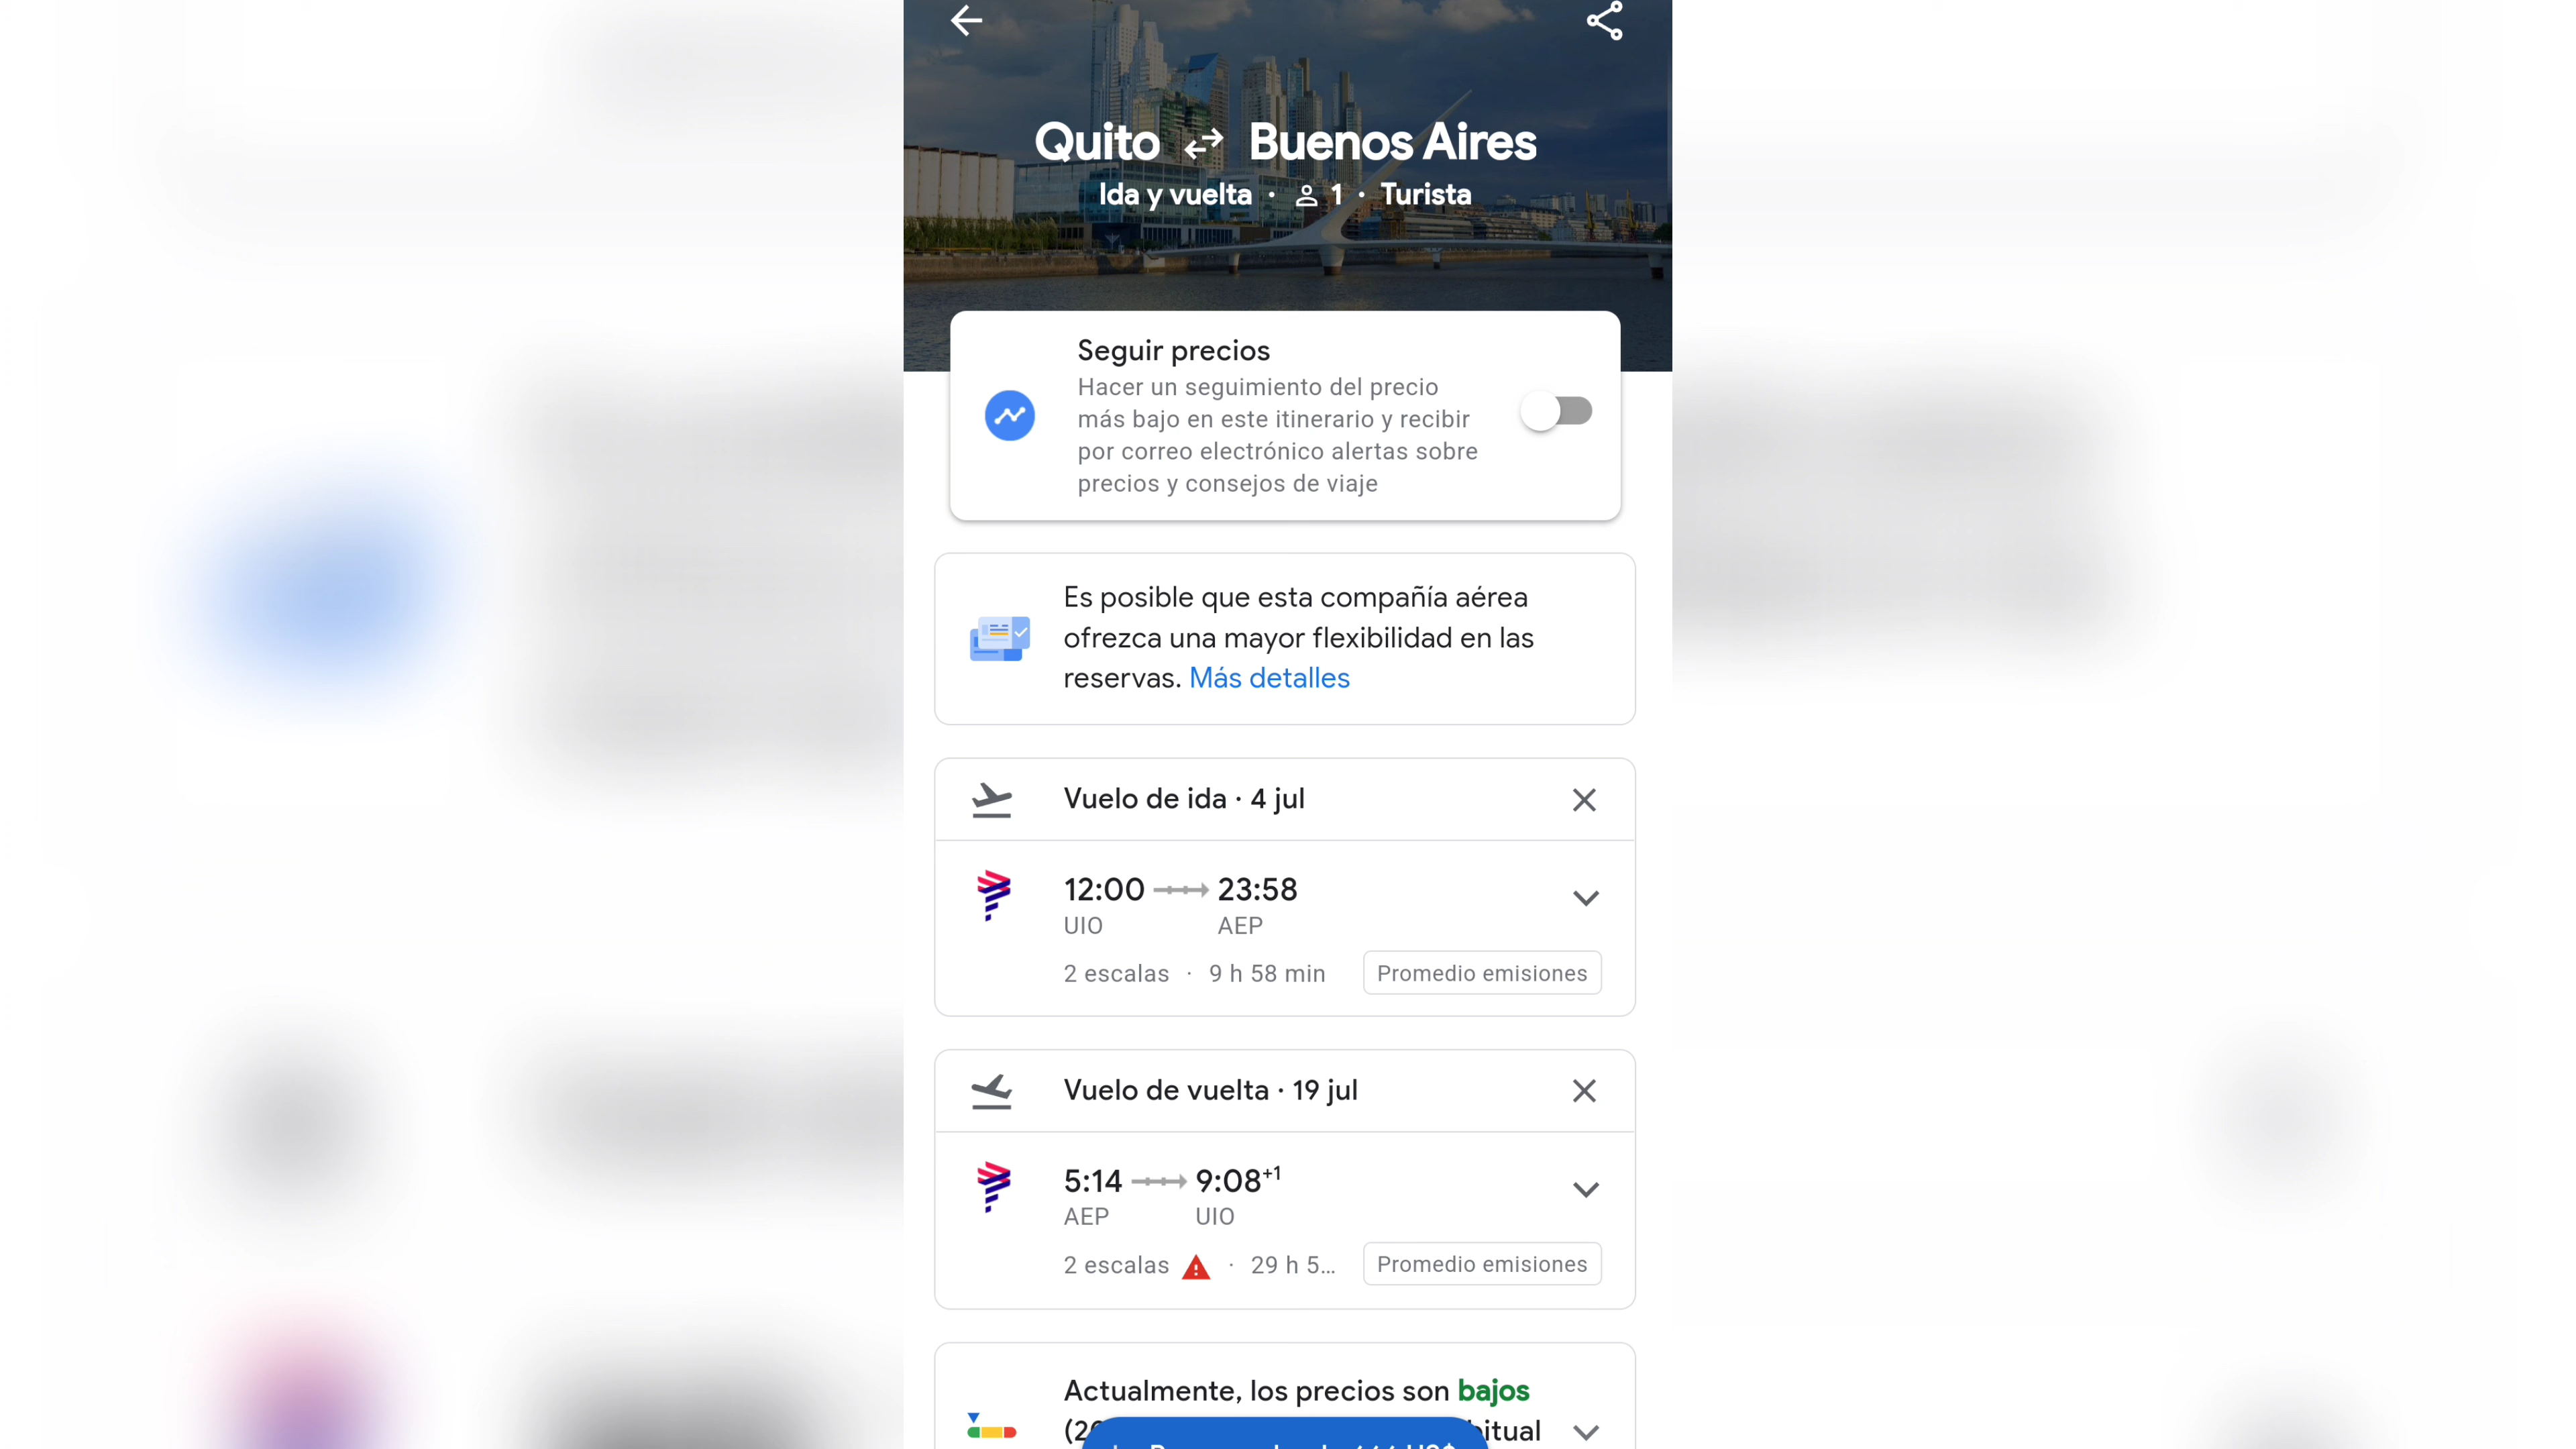 Quito Buenos Aires
Ida y vuelta · 1 · Turista
Seguir precios
Hacer un seguimiento del precio
más bajo en este itinerario y recibir
por correo electrónico alertas sobre
precios y consejos de viaje
Es posible que esta compañía aérea
ofrezca una mayor flexibilidad en las
reservas. Más detalles
Vuelo de ida · 4 jul
12:00 23:58
UIO AEP
2 escalas · 9 h 58 min Promedio emisiones
Vuelo de vuelta · 19 jul
5:14 9:08+1
AEP UIO
2 escalas · 29 h 5... Promedio emisiones
Actualmente, los precios son bajos